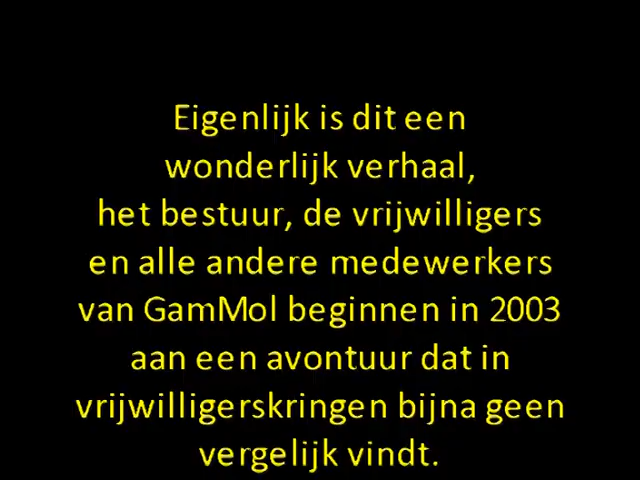 Eigenlijk is dit een
wonderlijk verhaal,
het bestuur, de vrijwilligers
en alle andere medewerkers
van GamMol beginnen in 2003
aan een avontuur dat in
vrijwilligerskringen bijna geen
vergelijk vindt.